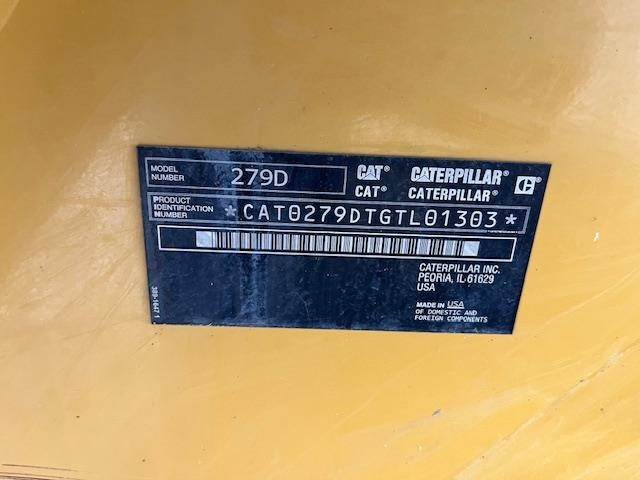 MODEL NUMBER 279D CAT® CATERPILLAR® C
CAT® CATERPILLAR®
PRODUCT IDENTIFICATION NUMBER *CAT0279DTGTL01303*
CATERPILLAR INC.
PEORIA, IL 61629
USA
MADE IN USA
OF DOMESTIC AND
FOREIGN COMPONENTS